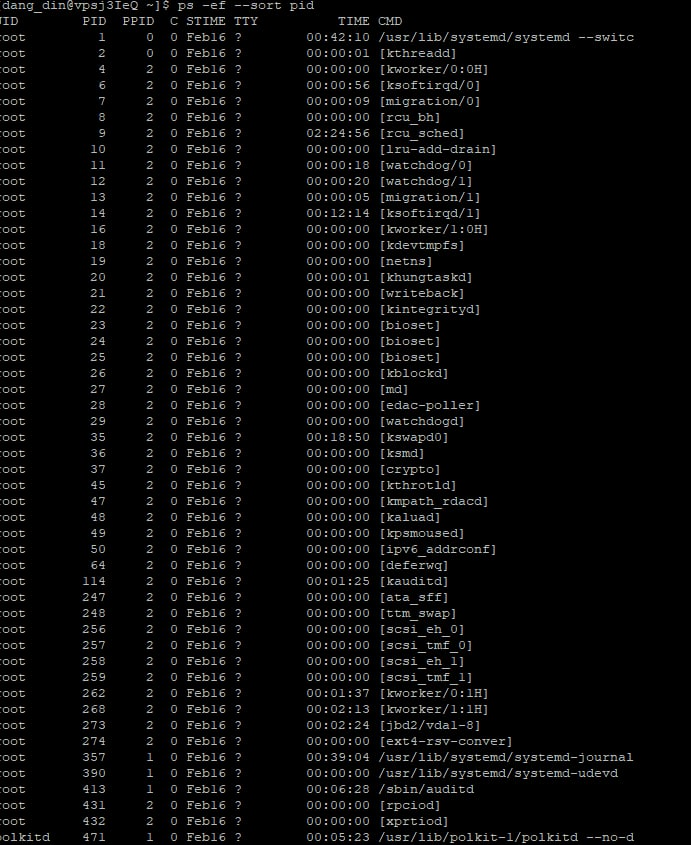 [dang_din@vpsj3IeQ ~]$ ps -ef --sort pid
UID PID PPID C STIME TTY TIME CMD
root 1 0 0 Feb16 ? 00:42:10 /usr/lib/systemd/systemd --switc
root 2 0 0 Feb16 ? 00:00:01 [kthreadd]
root 4 2 0 Feb16 ? 00:00:00 [kworker/0:0H]
root 6 2 0 Feb16 ? 00:00:56 [ksoftirqd/0]
root 7 2 0 Feb16 ? 00:00:09 [migration/0]
root 8 2 0 Feb16 ? 00:00:00 [rcu_bh]
root 9 2 0 Feb16 ? 02:24:56 [rcu_sched]
root 10 2 0 Feb16 ? 00:00:00 [lru-add-drain]
root 11 2 0 Feb16 ? 00:00:18 [watchdog/0]
root 12 2 0 Feb16 ? 00:00:20 [watchdog/1]
root 13 2 0 Feb16 ? 00:00:05 [migration/1]
root 14 2 0 Feb16 ? 00:12:14 [ksoftirqd/1]
root 16 2 0 Feb16 ? 00:00:00 [kworker/1:0H]
root 18 2 0 Feb16 ? 00:00:00 [kdevtmpfs]
root 19 2 0 Feb16 ? 00:00:00 [netns]
root 20 2 0 Feb16 ? 00:00:01 [khungtaskd]
root 21 2 0 Feb16 ? 00:00:00 [writeback]
root 22 2 0 Feb16 ? 00:00:00 [kintegrityd]
root 23 2 0 Feb16 ? 00:00:00 [bioset]
root 24 2 0 Feb16 ? 00:00:00 [bioset]
root 25 2 0 Feb16 ? 00:00:00 [bioset]
root 26 2 0 Feb16 ? 00:00:00 [kblockd]
root 27 2 0 Feb16 ? 00:00:00 [md]
root 28 2 0 Feb16 ? 00:00:00 [edac-poller]
root 29 2 0 Feb16 ? 00:00:00 [watchdogd]
root 35 2 0 Feb16 ? 00:18:50 [kswapd0]
root 36 2 0 Feb16 ? 00:00:00 [ksmd]
root 37 2 0 Feb16 ? 00:00:00 [crypto]
root 45 2 0 Feb16 ? 00:00:00 [kthrotld]
root 47 2 0 Feb16 ? 00:00:00 [kmpath_rdacd]
root 48 2 0 Feb16 ? 00:00:00 [kaluad]
root 49 2 0 Feb16 ? 00:00:00 [kpsmoused]
root 50 2 0 Feb16 ? 00:00:00 [ipv6_addrconf]
root 64 2 0 Feb16 ? 00:00:00 [deferwq]
root 114 2 0 Feb16 ? 00:01:25 [kauditd]
root 247 2 0 Feb16 ? 00:00:00 [ata_sff]
root 248 2 0 Feb16 ? 00:00:00 [ttm_swap]
root 256 2 0 Feb16 ? 00:00:00 [scsi_eh_0]
root 257 2 0 Feb16 ? 00:00:00 [scsi_tmf_0]
root 258 2 0 Feb16 ? 00:00:00 [scsi_eh_1]
root 259 2 0 Feb16 ? 00:00:00 [scsi_tmf_1]
root 262 2 0 Feb16 ? 00:01:37 [kworker/0:1H]
root 268 2 0 Feb16 ? 00:02:13 [kworker/1:1H]
root 273 2 0 Feb16 ? 00:02:24 [jbd2/vda1-8]
root 274 2 0 Feb16 ? 00:00:00 [ext4-rsv-conver]
root 357 1 0 Feb16 ? 00:39:04 /usr/lib/systemd/systemd-journal
root 390 1 0 Feb16 ? 00:00:00 /usr/lib/systemd/systemd-udevd
root 413 1 0 Feb16 ? 00:06:28 /sbin/auditd
root 431 2 0 Feb16 ? 00:00:00 [rpciod]
root 432 2 0 Feb16 ? 00:00:00 [xprtiod]
polkitd 471 1 0 Feb16 ? 00:05:23 /usr/lib/polkit-1/polkitd --no-d